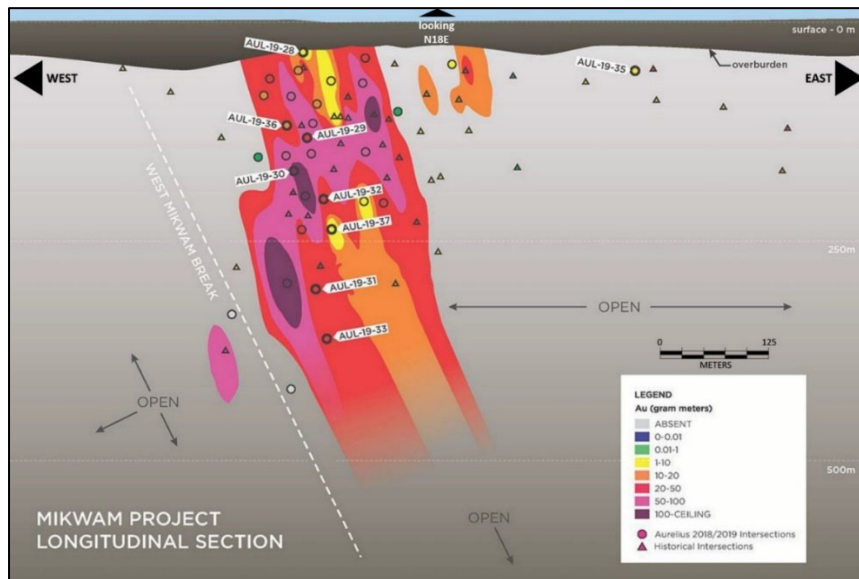 looking
N18E
surface - 0 m
AUL-19-28
WEST
AUL-19-35
overburden
EAST
AUL-19-36
AUL-19-29
AUL-19-30
AUL-19-32
WEST MIKWAM BREAK
AUL-19-37
250m
AUL-19-31
OPEN
0
125
METERS
AUL-19-33
OPEN
LEGEND
Au (gram meters)
ABSENT
0-0.01
0.01-1
1-10
10-20
20-50
50-100
100-CEILING
Aurelius 2018/2019 Intersections
Historical Intersections
500m
MIKWAM PROJECT
LONGITUDINAL SECTION
OPEN